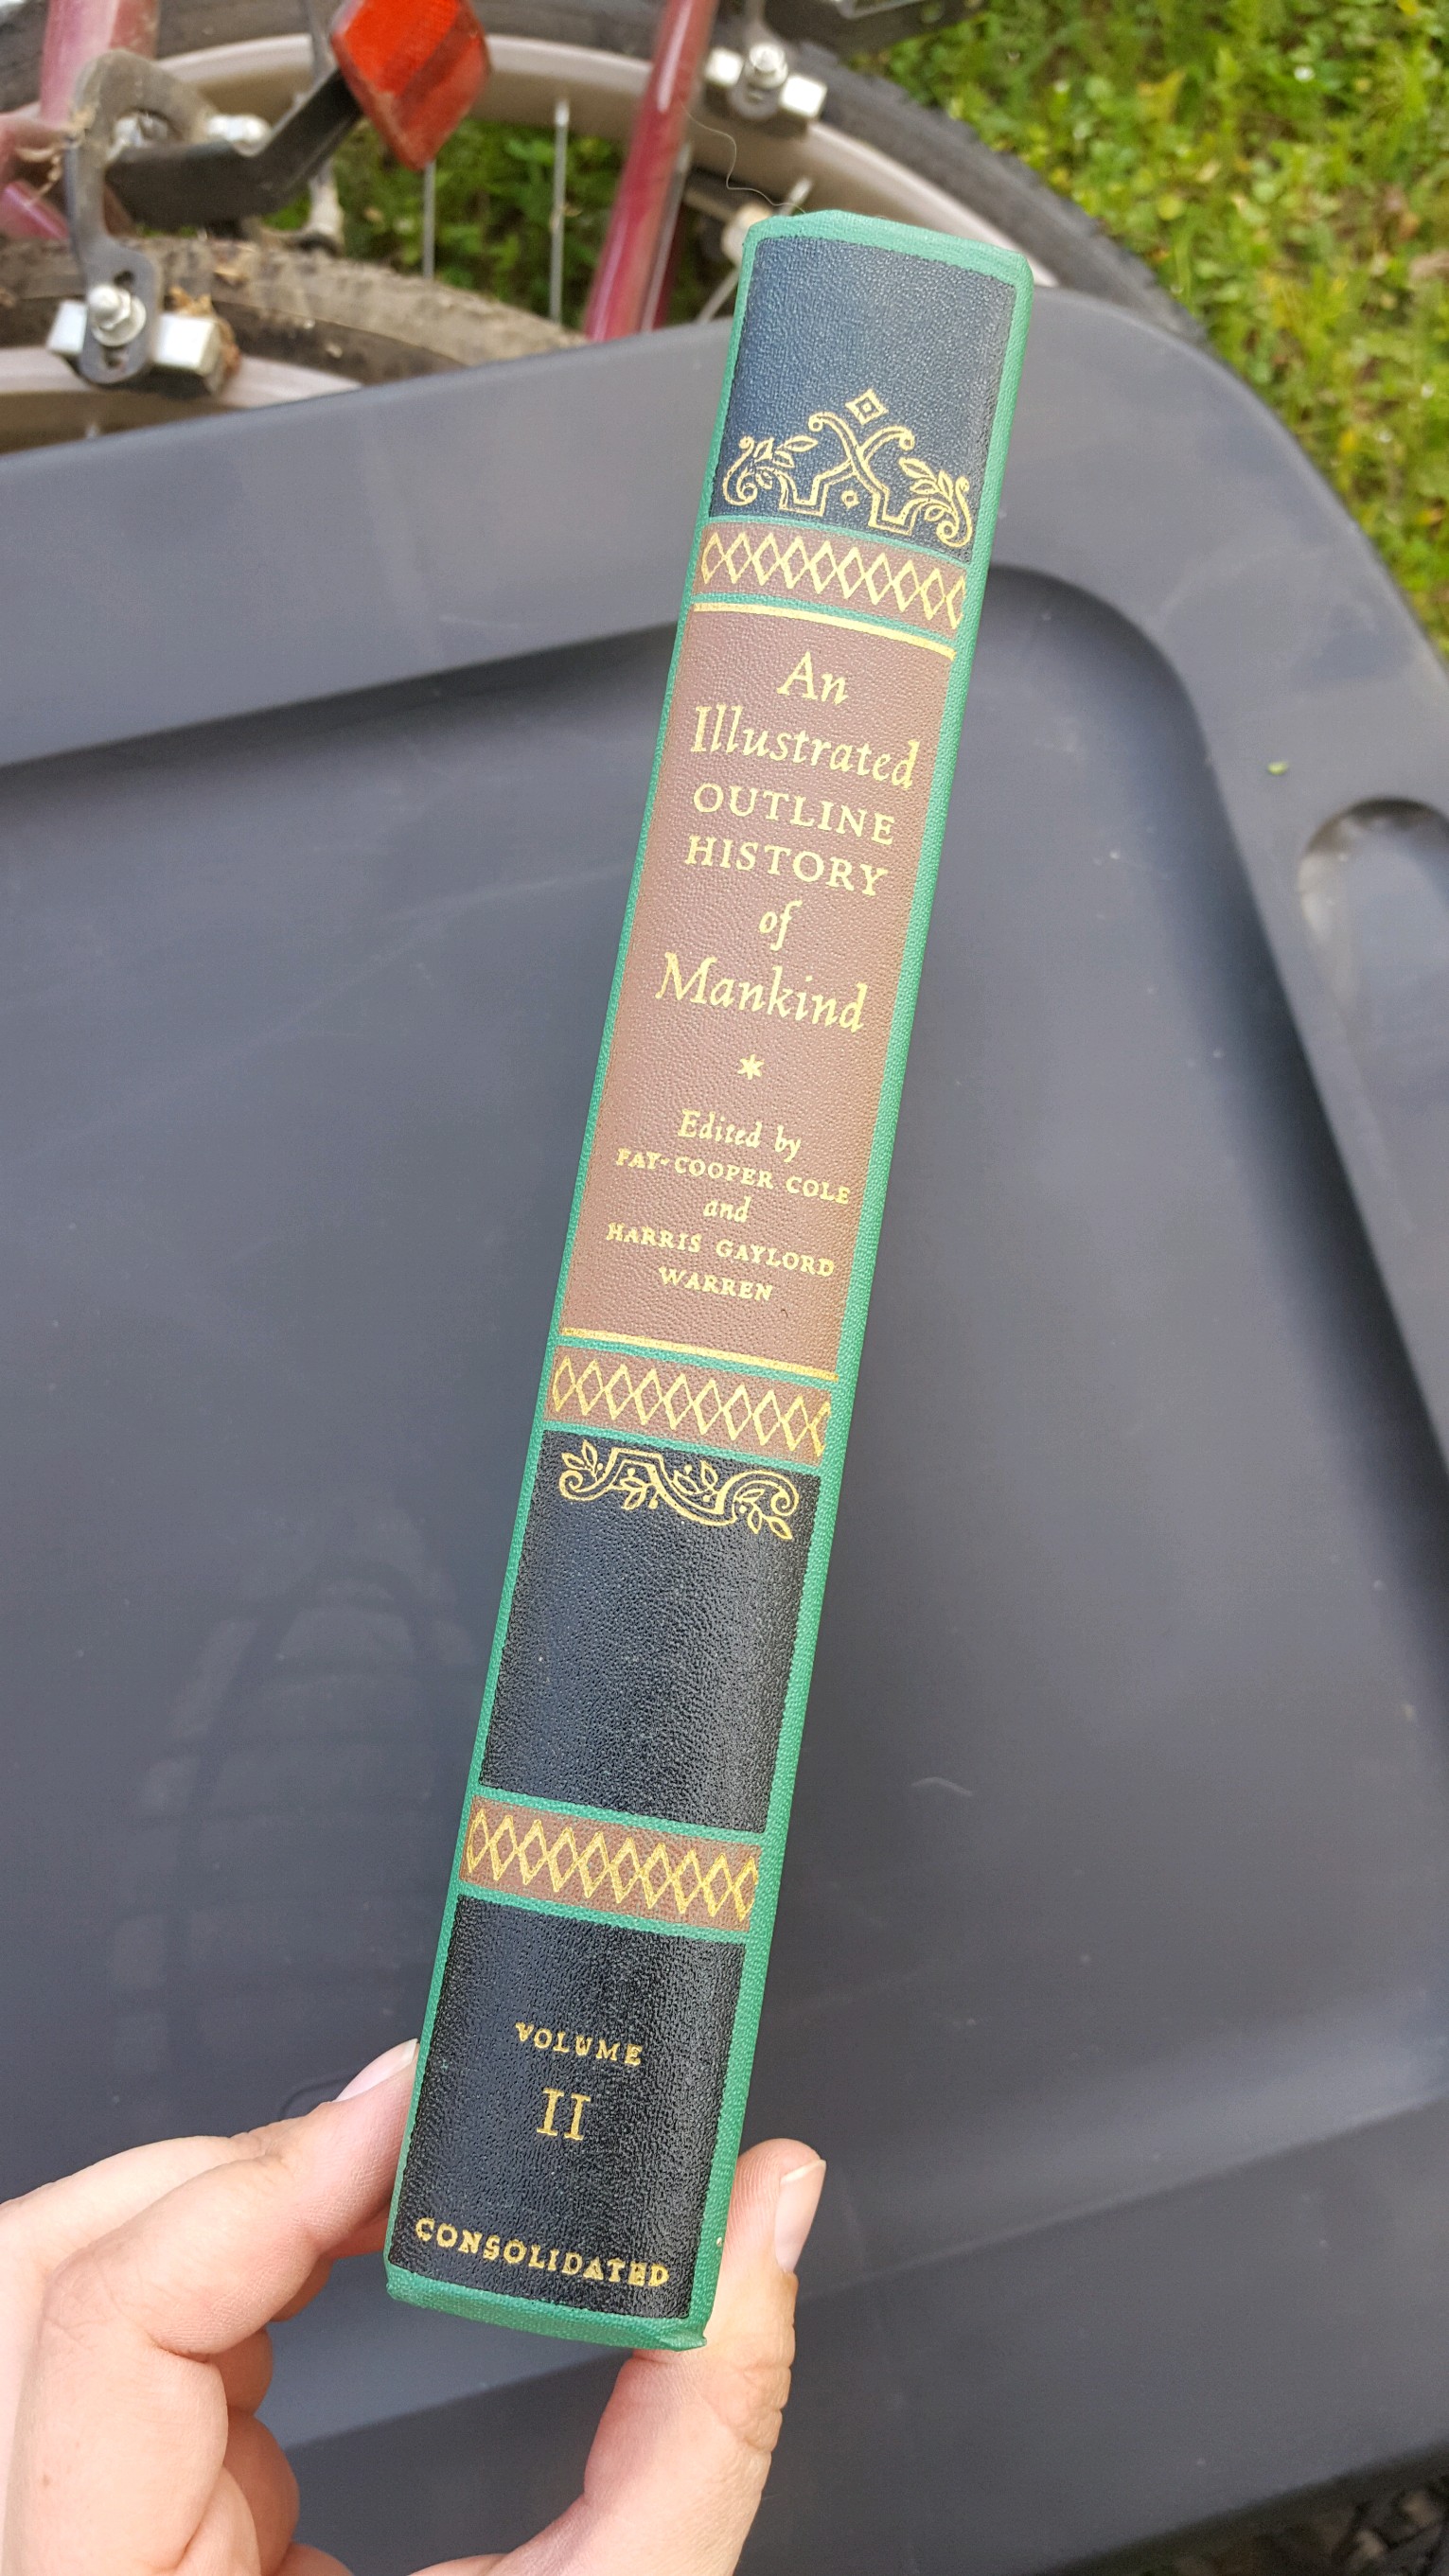 An
Illustrated
OUTLINE
HISTORY
of
Mankind
*
Edited by
FAY-COOPER COLE
and
HARRIS GAYLORD
WARREN
VOLUME
II
CONSOLIDATED